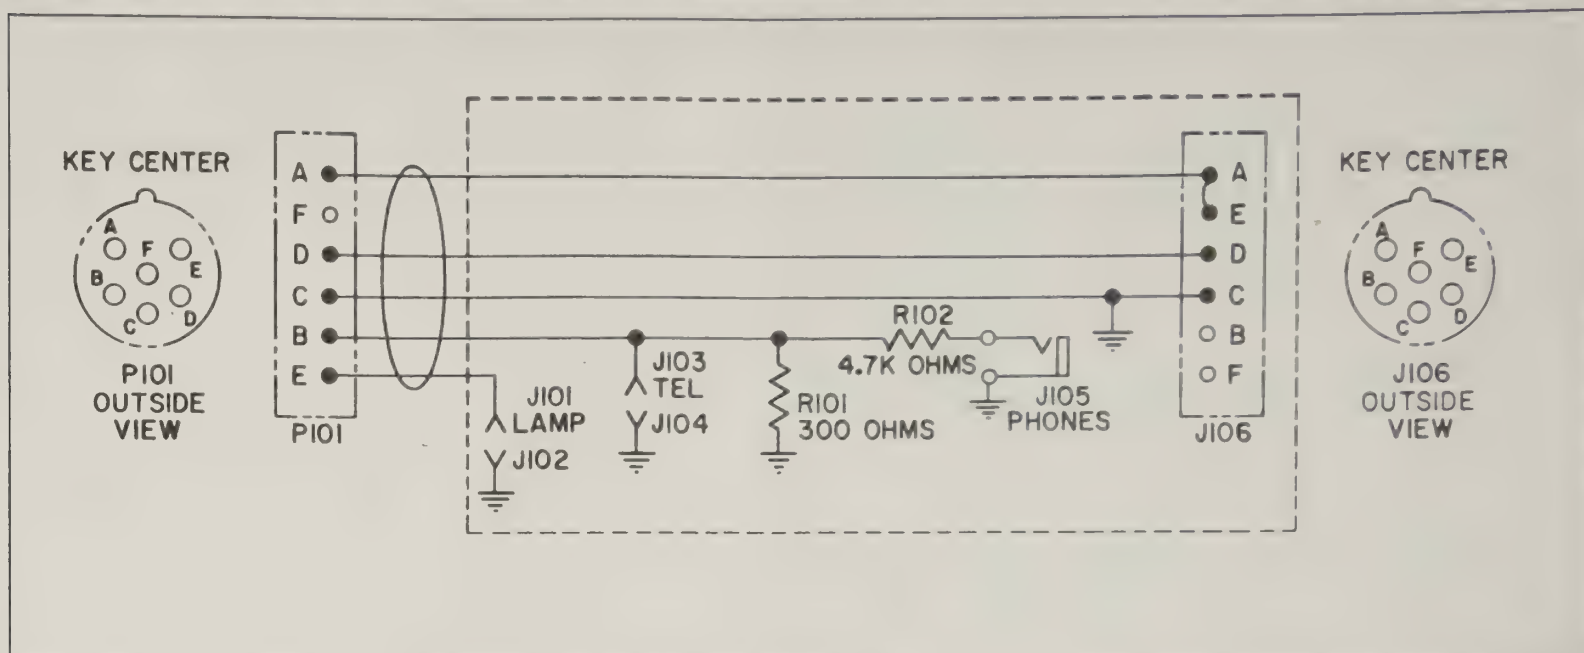 KEY CENTER
A
F
E
B
C
D
P101
OUTSIDE
VIEW
A
F
D
C
B
E
P101
J101
LAMP
J102
J103
TEL
J104
R101
300 OHMS
R102
4.7K OHMS
J105
PHONES
A
E
D
C
B
F
J106
KEY CENTER
A
F
E
B
C
D
J106
OUTSIDE
VIEW